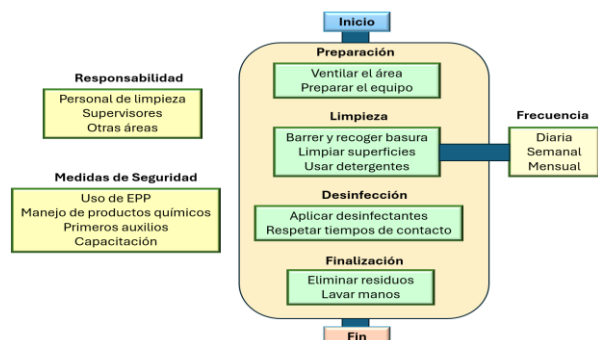 Inicio
Preparación
Ventilar el área
Preparar el equipo
Responsabilidad
Personal de limpieza
Supervisores
Otras áreas
Limpieza
Barrer y recoger basura
Limpiar superficies
Usar detergentes
Frecuencia
Diaria
Semanal
Mensual
Medidas de Seguridad
Uso de EPP
Manejo de productos químicos
Primeros auxilios
Capacitación
Desinfección
Aplicar desinfectantes
Respetar tiempos de contacto
Finalización
Eliminar residuos
Lavar manos
Fin